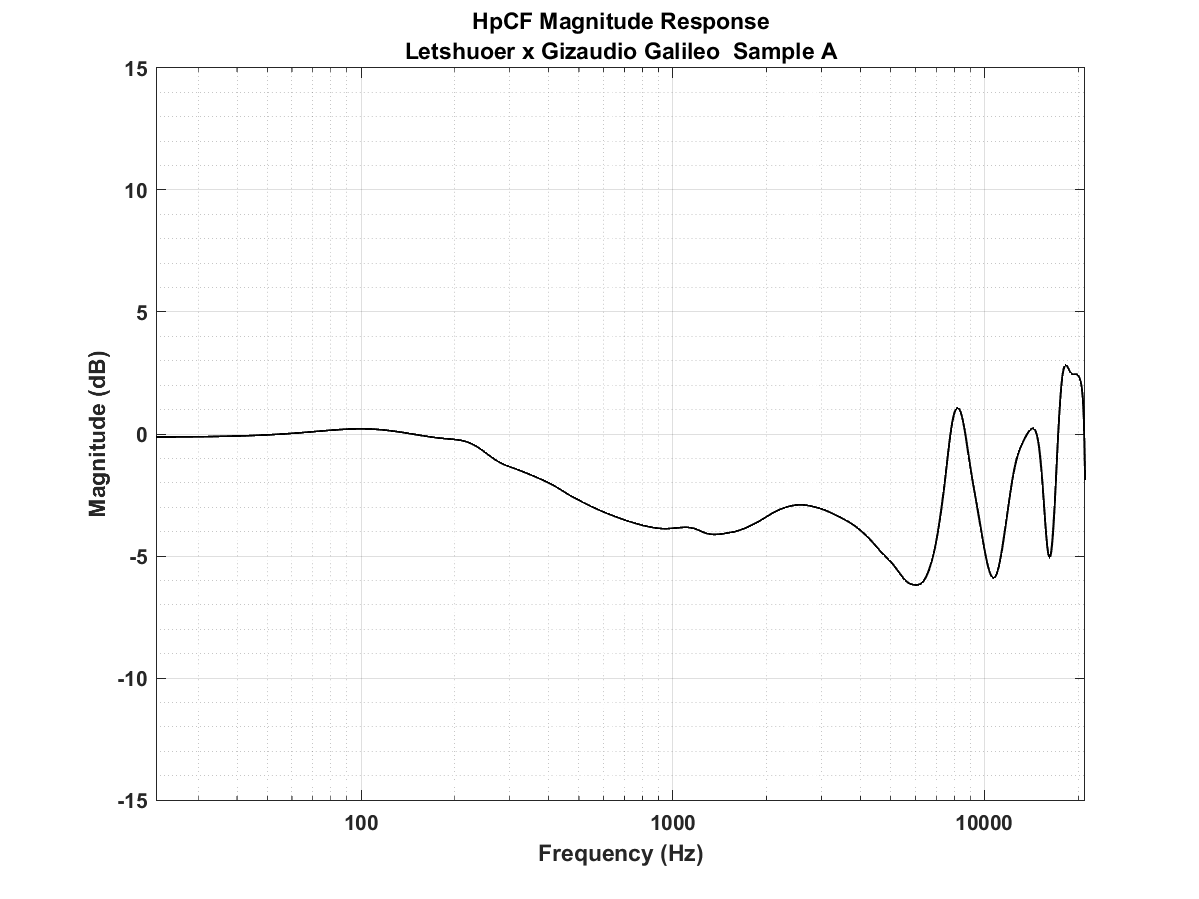 HpCF Magnitude Response
Letshuoer x Gizaudio Galileo  Sample A
15
10
5
0
-5
-10
-15
Magnitude (dB)
100
1000
10000
Frequency (Hz)